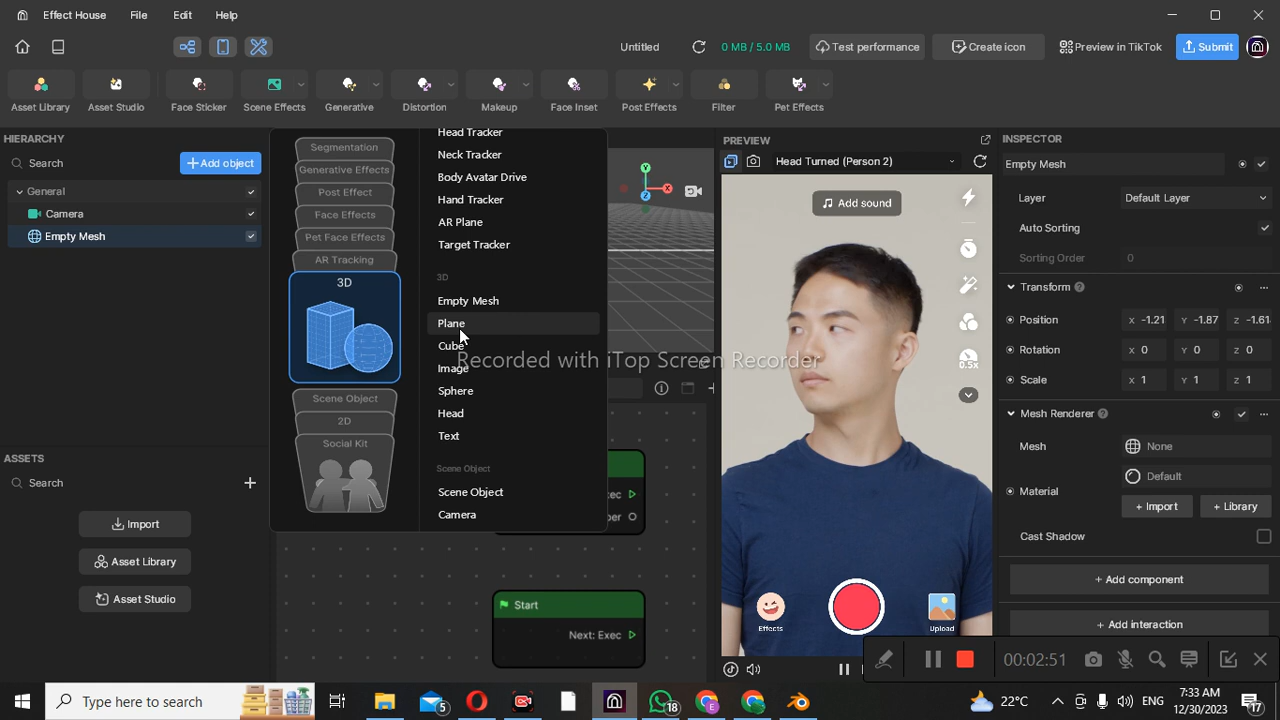 Effect House File Edit Help
Untitled 0 MB / 5.0 MB Test performance Create icon Preview in TikTok Submit
Asset Library Asset Studio Face Sticker Scene Effects Generative Distortion Makeup Face Inset Post Effects Filter Pet Effects
HIERARCHY
Search
+ Add object
General
Camera
Empty Mesh
ASSETS
Search
Import
Asset Library
Asset Studio
Segmentation
Generative Effects
Post Effect
Face Effects
Pet Face Effects
AR Tracking
3D
Scene Object
2D
Social Kit
Head Tracker
Neck Tracker
Body Avatar Drive
Hand Tracker
AR Plane
Target Tracker
3D
Empty Mesh
Plane
Cube
Image
Sphere
Head
Text
Scene Object
Scene Object
Camera
Y
X
Z
Recorded with iTop Screen Recorder
Start
Next: Exec
PREVIEW
Head Turned (Person 2)
Add sound
0.5x
Effects
Upload
INSPECTOR
Empty Mesh
Layer Default Layer
Auto Sorting
Sorting Order 0
Transform
Position X -1.21 Y -1.87 Z -1.61
Rotation X 0 Y 0 Z 0
Scale X 1 Y 1 Z 1
Mesh Renderer
Mesh None
Material Default
+ Import + Library
Cast Shadow
+ Add component
+ Add interaction
00:02:51
Type here to search
5
18
22°C
ENG
7:33 AM
12/30/2023
17